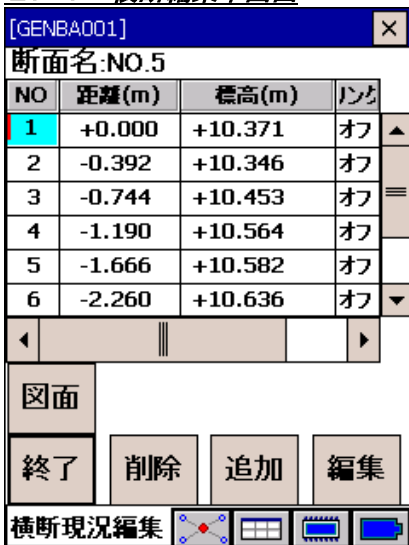 [GENBA001]
断面名:NO.5
NO 距離(m) 標高(m)
1 +0.000 +10.371 オフ
2 -0.392 +10.346 オフ
3 -0.744 +10.453 オフ
4 -1.190 +10.564 オフ
5 -1.666 +10.582 オフ
6 -2.260 +10.636 オフ
図面
終了 削除 追加 編集
横断現況編集